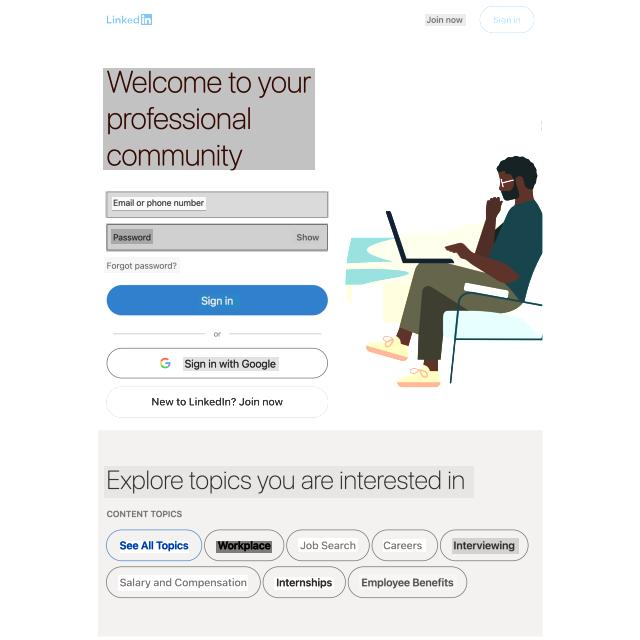 Linked in
Join now
Sign in
Welcome to your
professional
community
Email or phone number
Password
Show
Forgot password?
Sign in
or
Sign in with Google
New to LinkedIn? Join now
Explore topics you are interested in
CONTENT TOPICS
See All Topics
Workplace
Job Search
Careers
Interviewing
Salary and Compensation
Internships
Employee Benefits